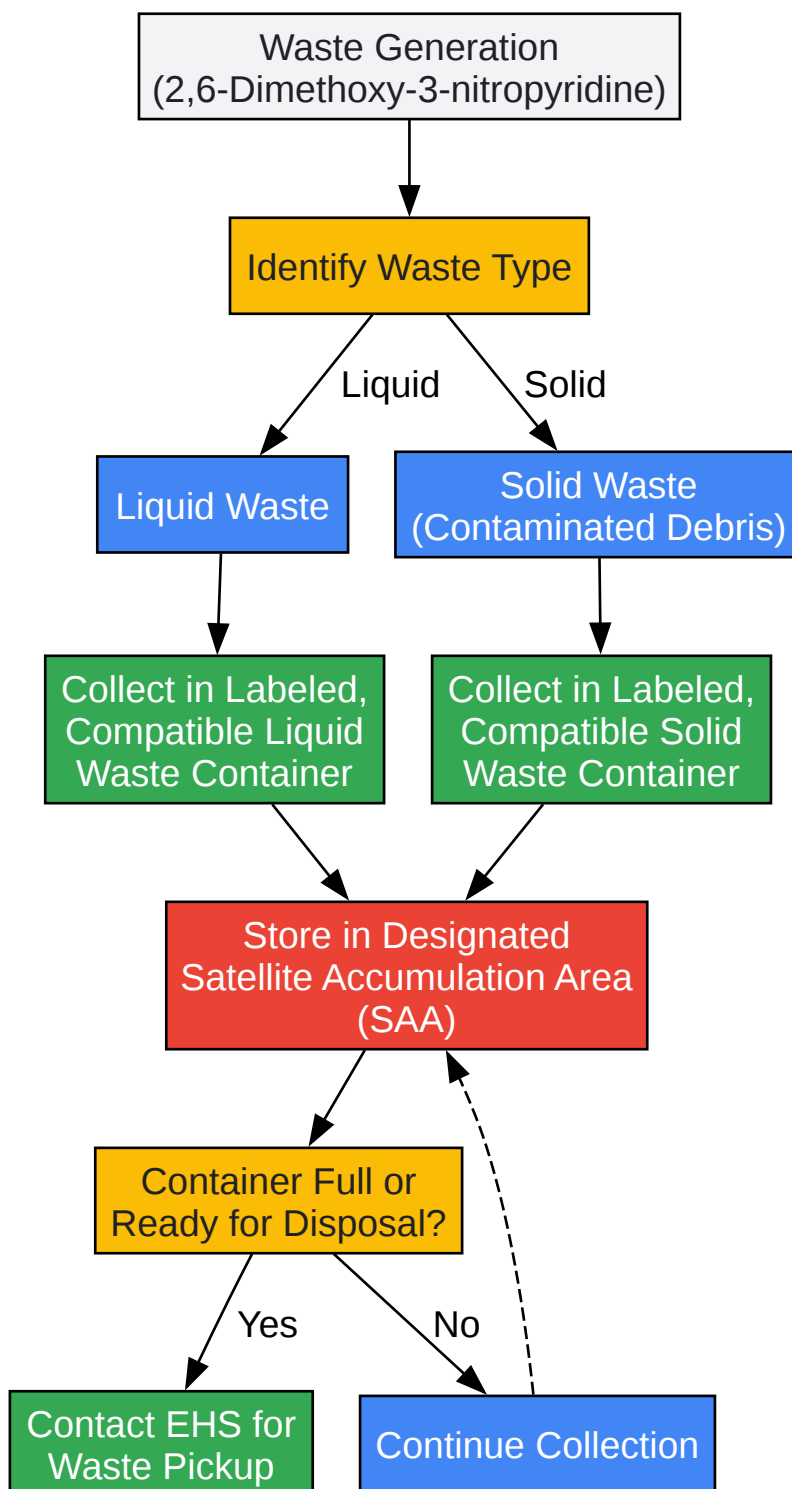 Waste Generation
(2,6-Dimethoxy-3-nitropyridine)
Identify Waste Type
Liquid
Solid
Liquid Waste
Solid Waste
(Contaminated Debris)
Collect in Labeled,
Compatible Liquid
Waste Container
Collect in Labeled,
Compatible Solid
Waste Container
Store in Designated
Satellite Accumulation Area
(SAA)
Container Full or
Ready for Disposal?
Yes
No
Contact EHS for
Waste Pickup
Continue Collection